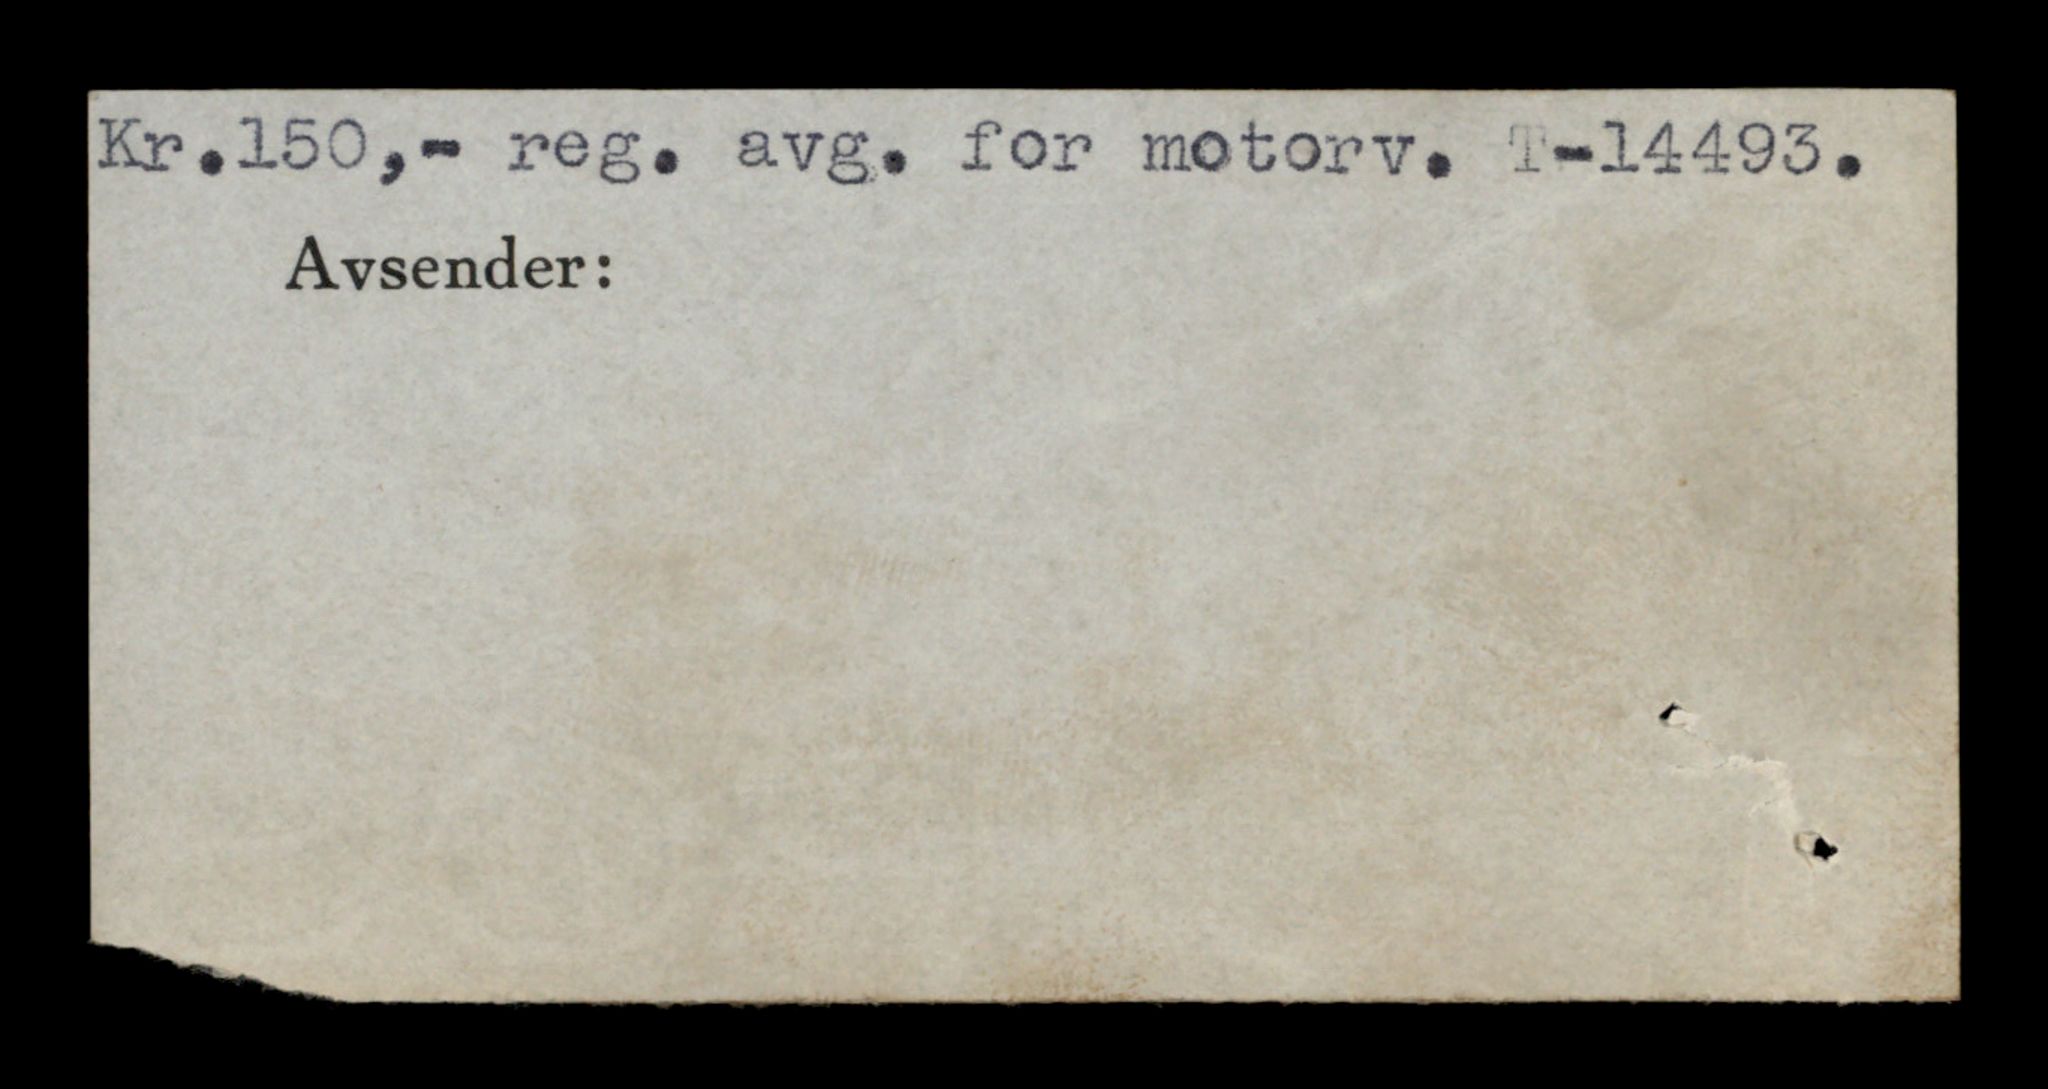 Kr.150,- reg. avg. for motorv. T-14493.
Avsender: